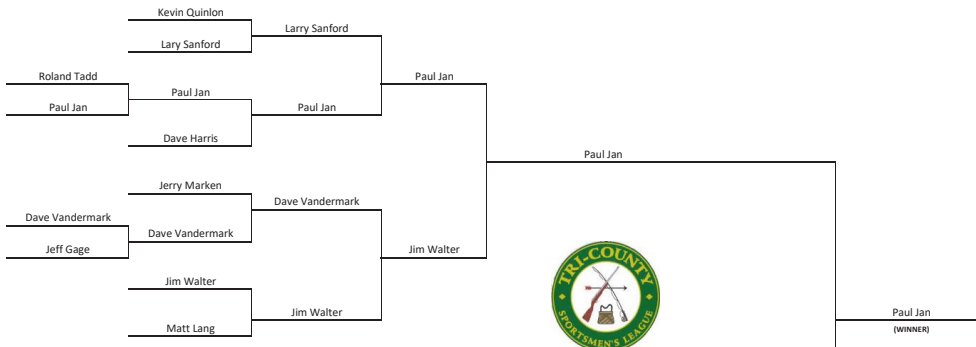 Kevin Quinlon
Larry Sanford
Lary Sanford
Roland Tadd
Paul Jan
Paul Jan
Paul Jan
Paul Jan
Dave Harris
Paul Jan
Jerry Marken
Dave Vandermark
Dave Vandermark
Dave Vandermark
Jeff Gage
Jim Walter
Jim Walter
Jim Walter
Matt Lang
TRI-COUNTY
SPORTSMEN'S LEAGUE
Paul Jan
(WINNER)